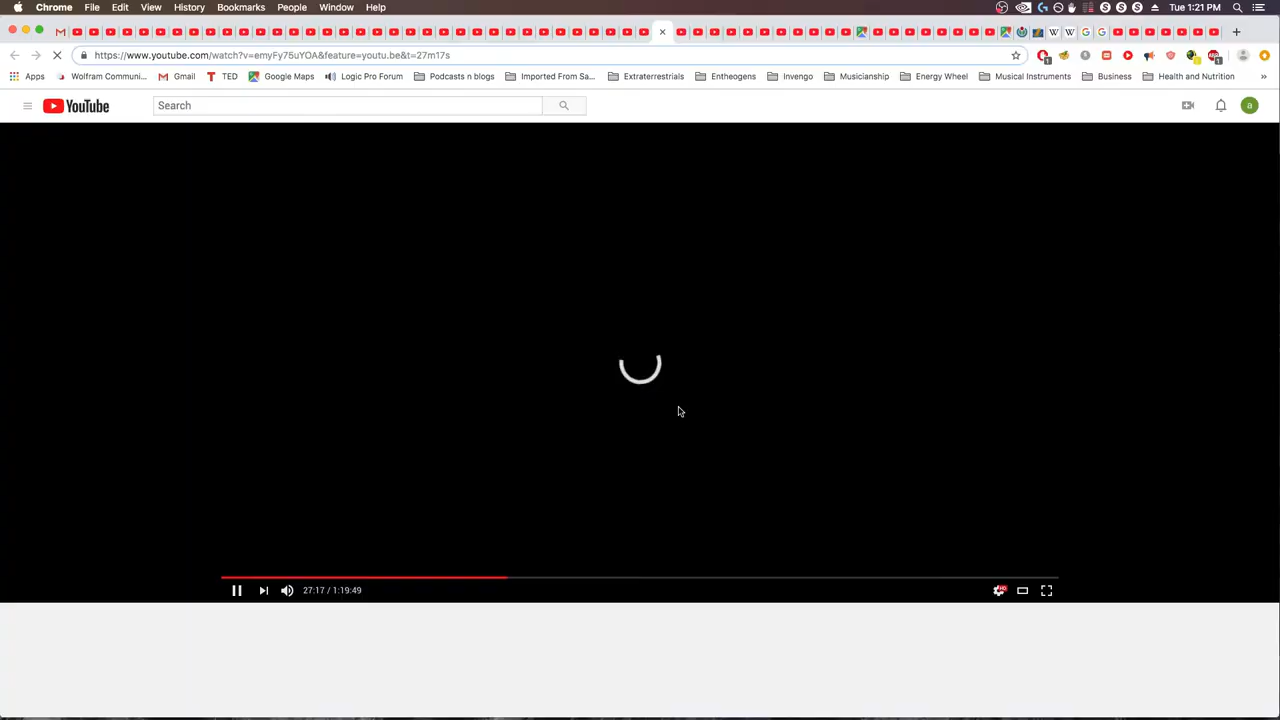 Chrome File Edit View History Bookmarks People Window Help Tue 1:21 PM
https://www.youtube.com/watch?v=emyFy75uYOA&feature=youtu.be&t=27m17s
Apps Wolfram Communi... Gmail TED Google Maps Logic Pro Forum Podcasts n blogs Imported From Sa... Extraterrestrials Entheogens Invengo Musicianship Energy Wheel Musical Instruments Business Health and Nutrition »
YouTube Search a
27:17 / 1:19:49